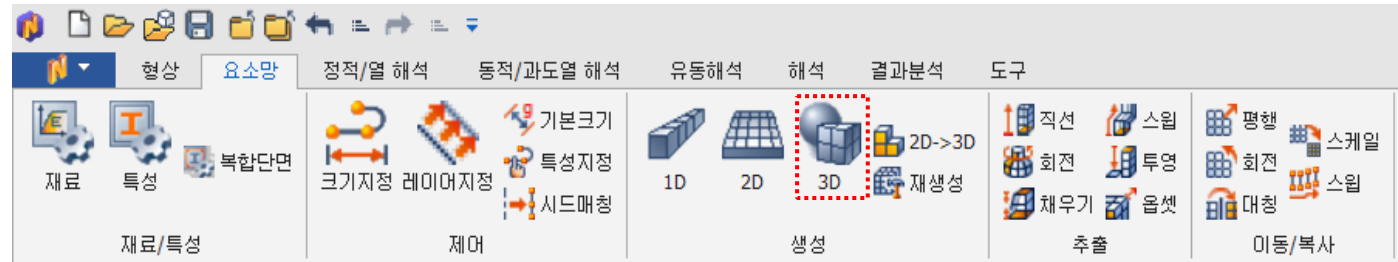 형상 요소망 정적/열 해석 동적/과도열 해석 유동해석 해석 결과분석 도구
재료 특성 복합단면
재료/특성
크기지정 레이어지정 기본크기
특성지정
시드매칭
제어
1D 2D 3D 2D->3D
재생성
생성
직선 스윕
회전 투영
채우기 옵셋
추출
평행 스케일
회전 스윕
대칭
이동/복사